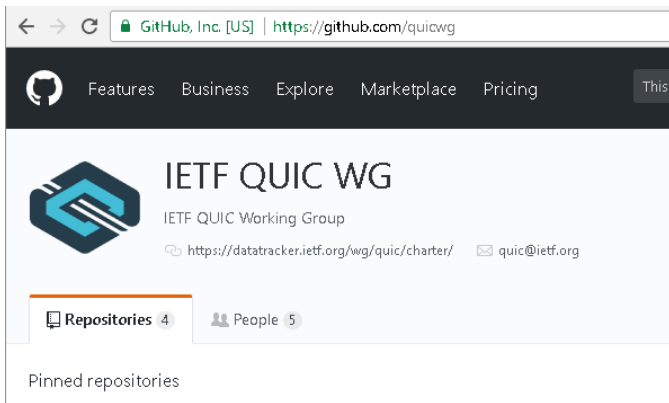 GitHub, Inc. [US] | https://github.com/quicwg
Features Business Explore Marketplace Pricing This
IETF QUIC WG
IETF QUIC Working Group
https://datatracker.ietf.org/wg/quic/charter/ quic@ietf.org
Repositories 4 People 5
Pinned repositories